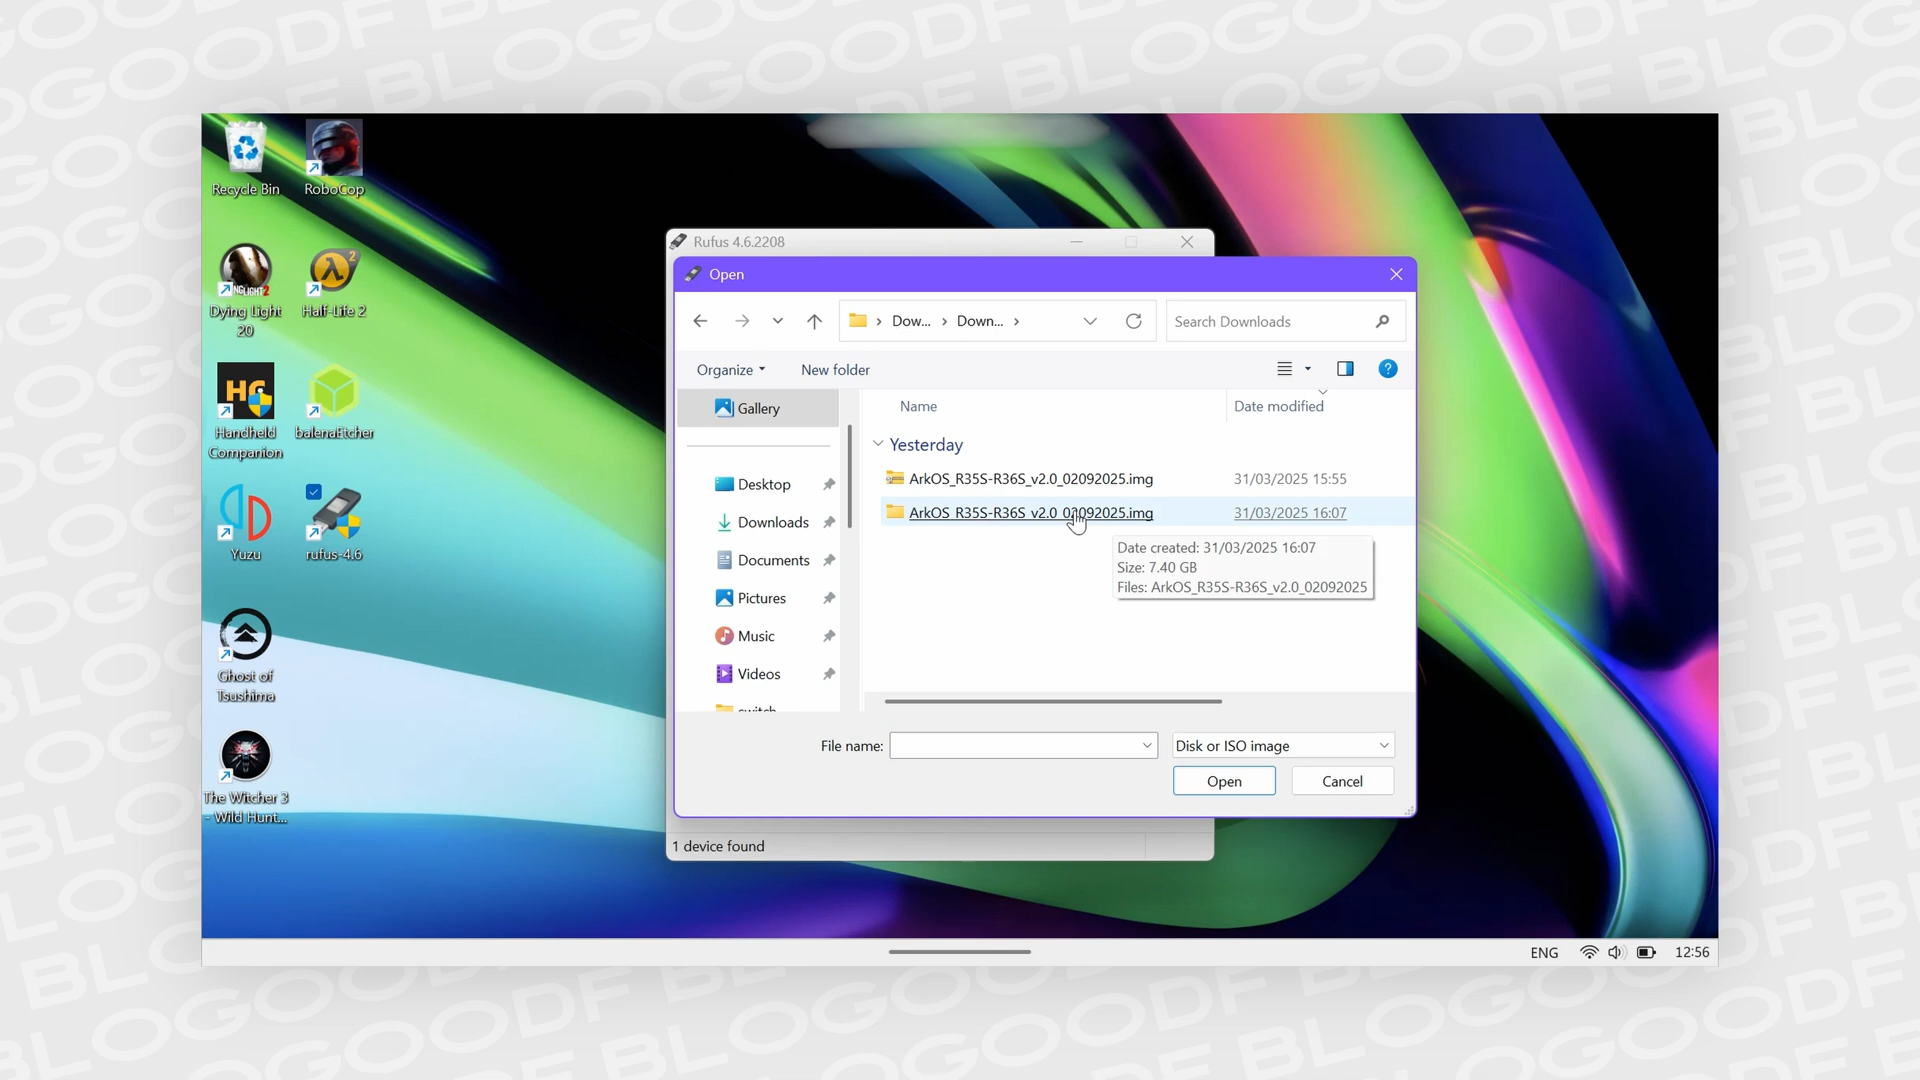 Recycle Bin
RoboCop
Dying Light
20
Half-Life 2
HG
Handheld
Companion
balenaEtcher
Yuzu
rufus-4.6
Ghost of
Tsushima
The Witcher 3
- Wild Hunt...
Rufus 4.6.2208
Open
Dow...
Down...
Search Downloads
Organize
New folder
Gallery
Desktop
Downloads
Documents
Pictures
Music
Videos
switch
Name
Date modified
Yesterday
ArkOS_R35S-R36S_v2.0_02092025.img
31/03/2025 15:55
ArkOS_R35S-R36S_v2.0_02092025.img
31/03/2025 16:07
Date created: 31/03/2025 16:07
Size: 7.40 GB
Files: ArkOS_R35S-R36S_v2.0_02092025
File name:
Disk or ISO image
Open
Cancel
1 device found
ENG
12:56